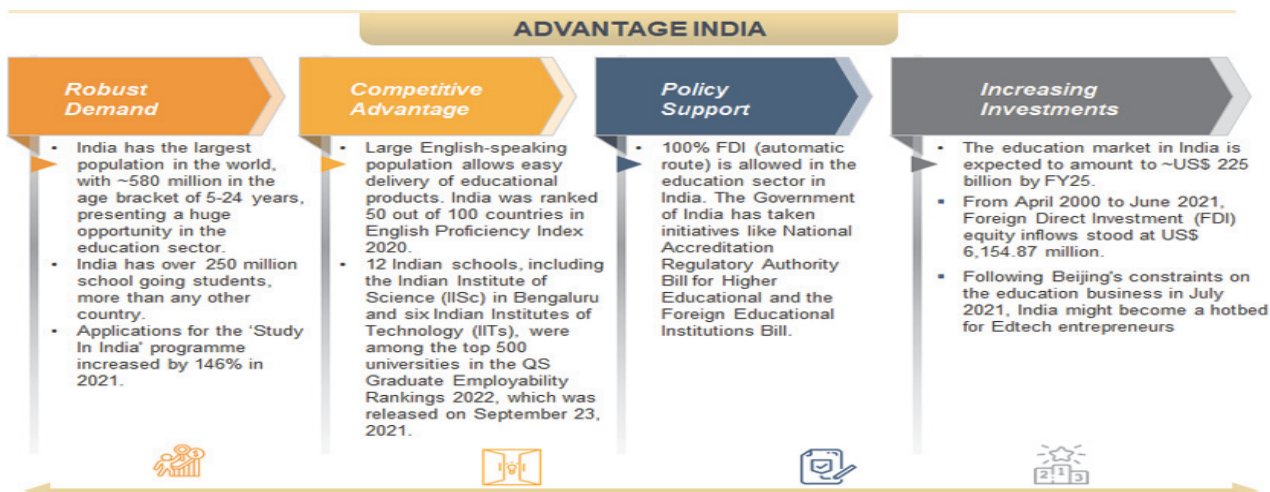 ADVANTAGE INDIA
Robust
Demand
• India has the largest
population in the world,
with ~580 million in the
age bracket of 5-24 years,
presenting a huge
opportunity in the
education sector.
• India has over 250 million
school going students,
more than any other
country.
• Applications for the 'Study
In India' programme
increased by 146% in
2021.
Competitive
Advantage
• Large English-speaking
population allows easy
delivery of educational
products. India was ranked
50 out of 100 countries in
English Proficiency Index
2020.
• 12 Indian schools, including
the Indian Institute of
Science (IISc) in Bengaluru
and six Indian Institutes of
Technology (IITs), were
among the top 500
universities in the QS
Graduate Employability
Rankings 2022, which was
released on September 23,
2021.
Policy
Support
• 100% FDI (automatic
route) is allowed in the
education sector in
India. The Government
of India has taken
initiatives like National
Accreditation
Regulatory Authority
Bill for Higher
Educational and the
Foreign Educational
Institutions Bill.
Increasing
Investments
• The education market in India is
expected to amount to ~US$ 225
billion by FY25.
▪ From April 2000 to June 2021,
Foreign Direct Investment (FDI)
equity inflows stood at US$
6,154.87 million.
▪ Following Beijing's constraints on
the education business in July
2021, India might become a hotbed
for Edtech entrepreneurs
2 1 3